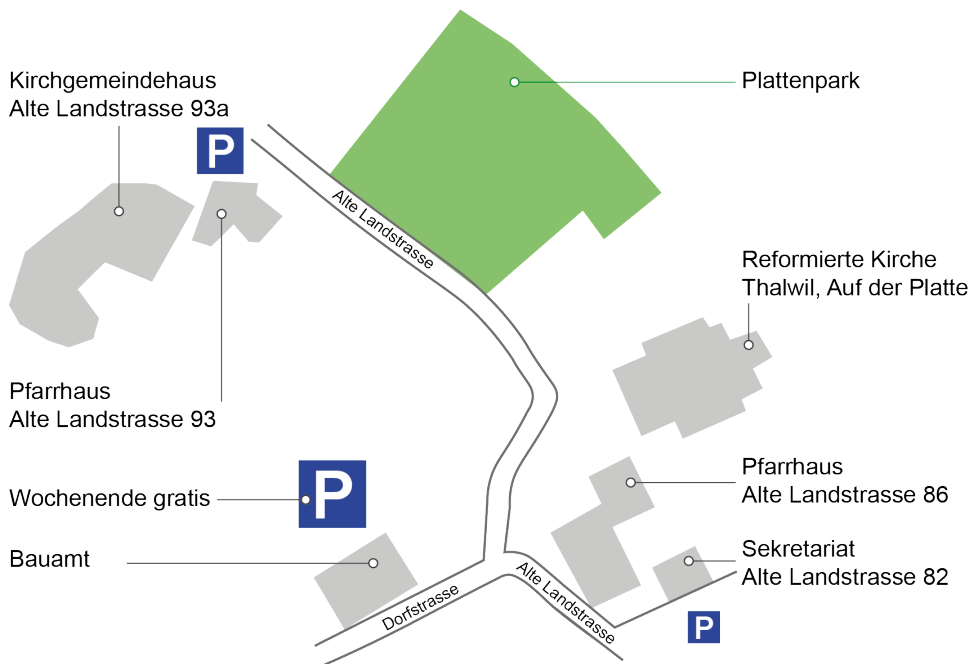 Kirchgemeindehaus
Alte Landstrasse 93a
P
Plattenpark
Alte Landstrasse
Reformierte Kirche
Thalwil, Auf der Platte
Pfarrhaus
Alte Landstrasse 93
Wochenende gratis
P
Pfarrhaus
Alte Landstrasse 86
Bauamt
Sekretariat
Alte Landstrasse 82
Dorfstrasse
Alte Landstrasse
P